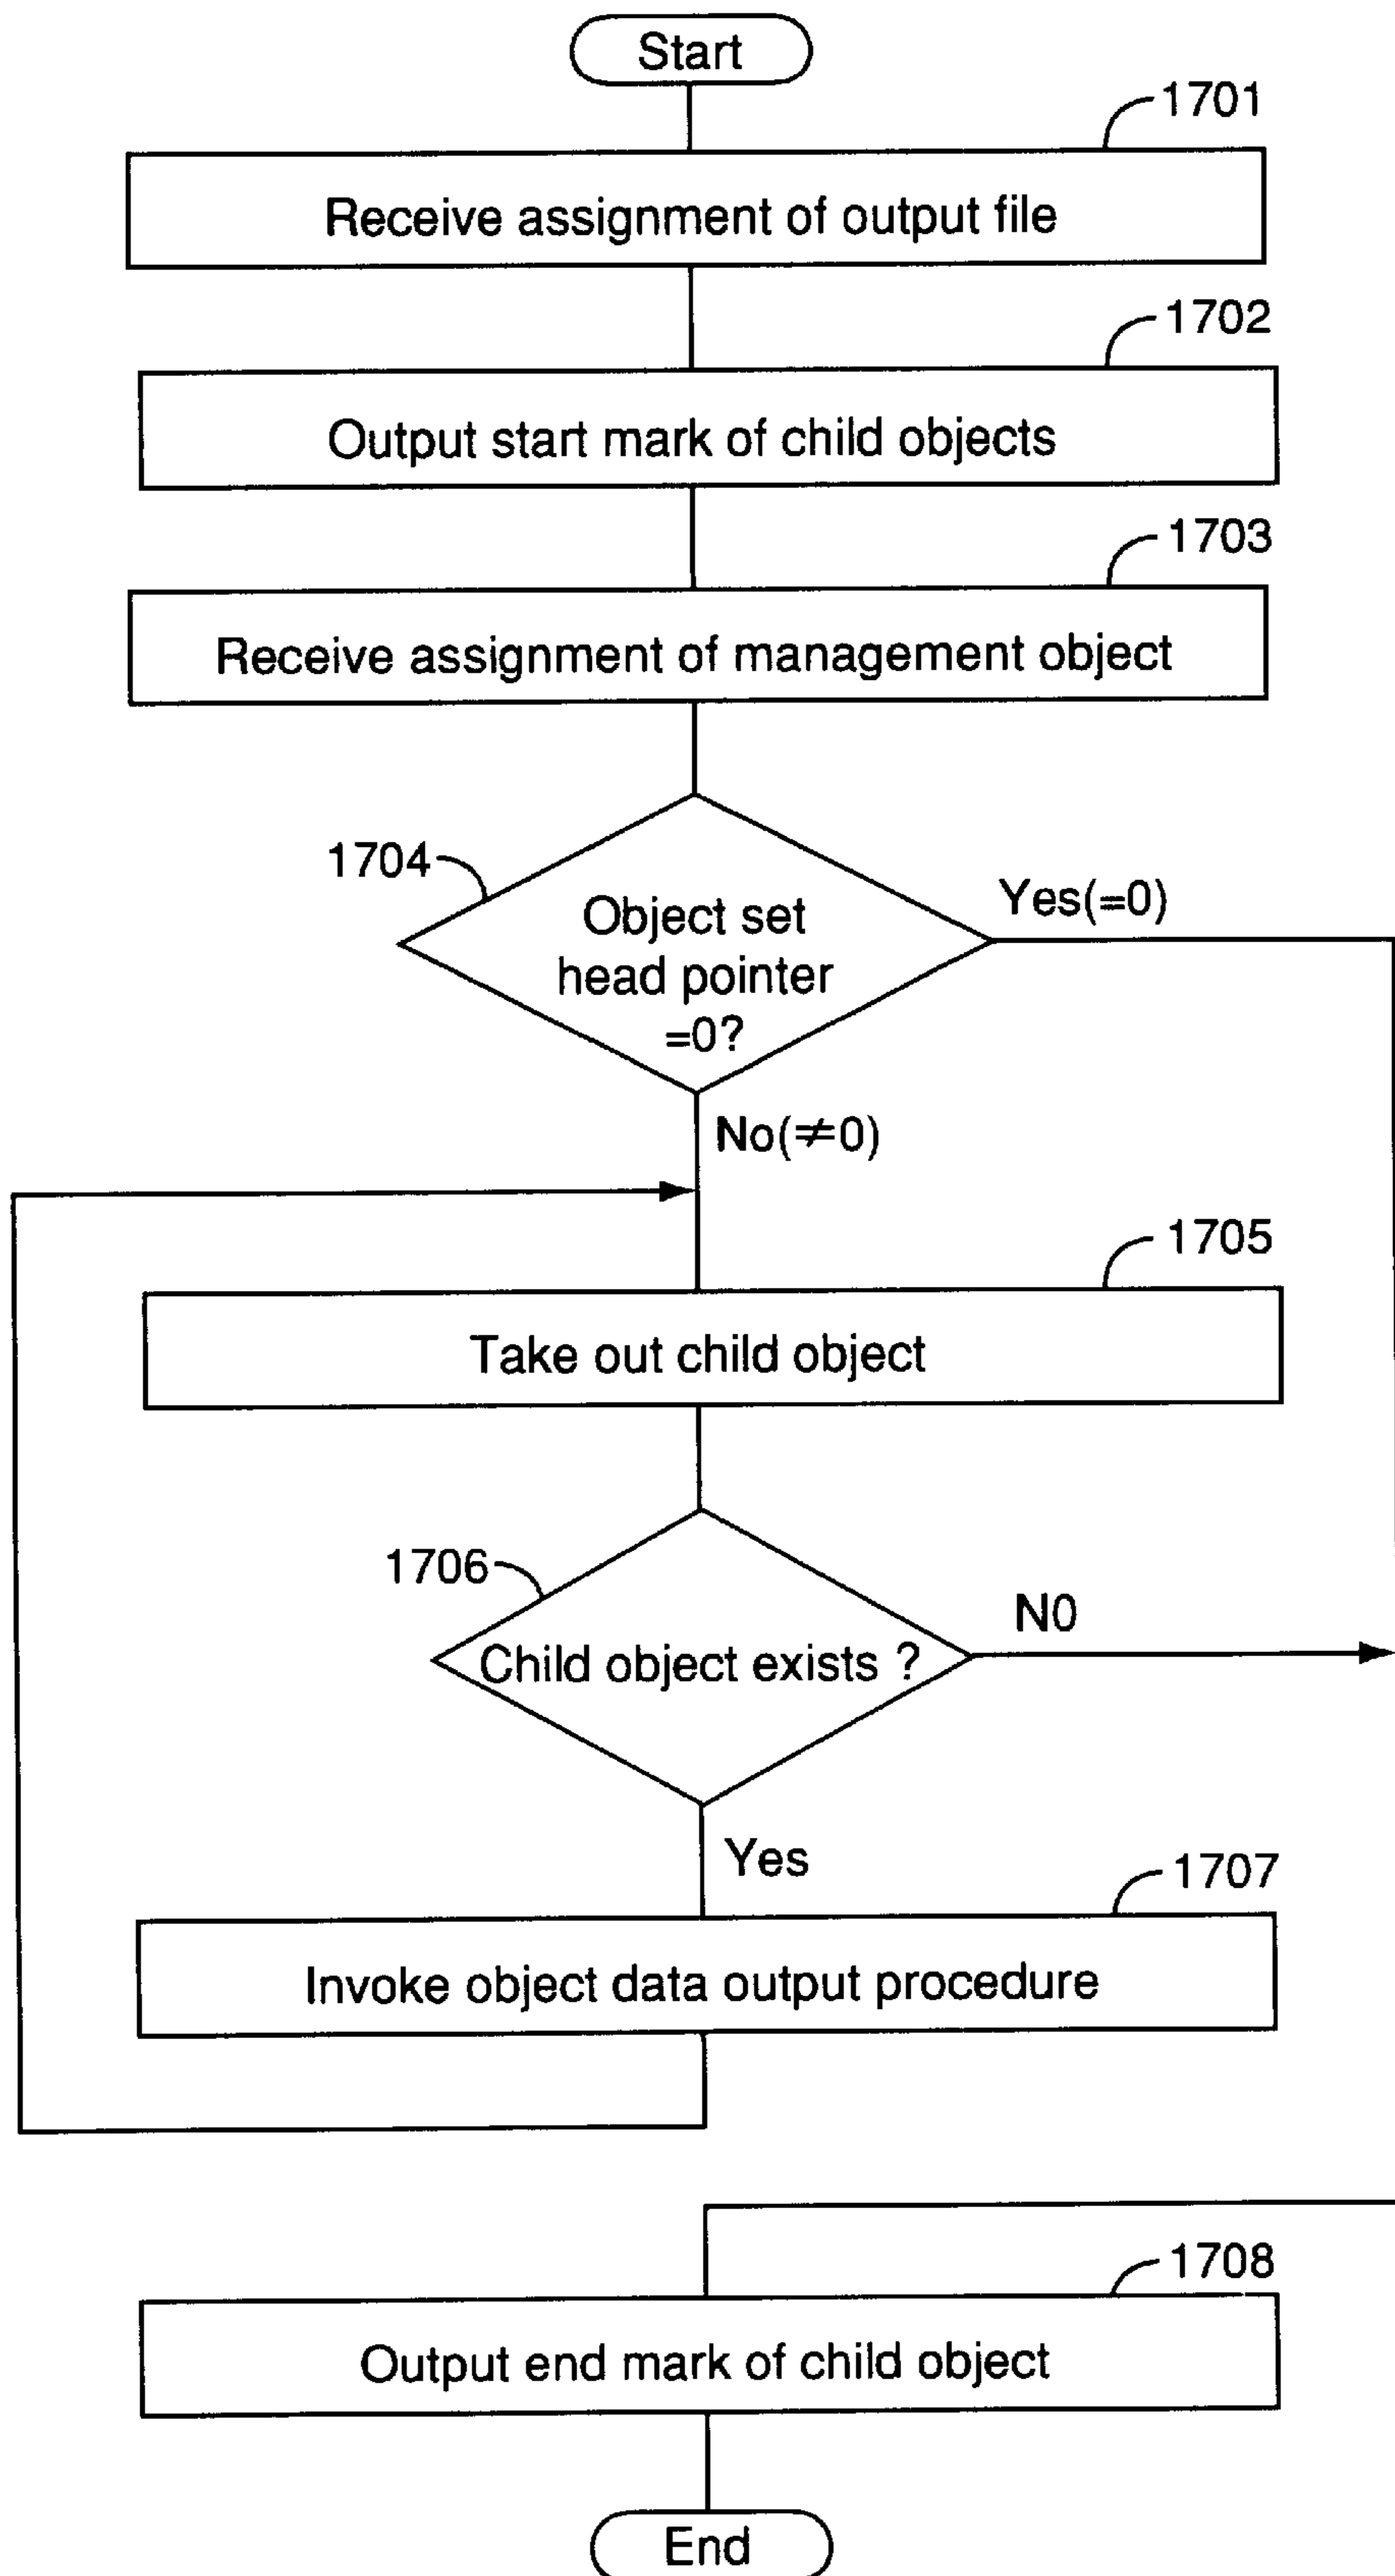 Start
1701
Receive assignment of output file
1702
Output start mark of child objects
1703
Receive assignment of management object
1704
Object set
head pointer
=0?
Yes(=0)
No(≠0)
1705
Take out child object
1706
Child object exists ?
N0
Yes
1707
Invoke object data output procedure
1708
Output end mark of child object
End